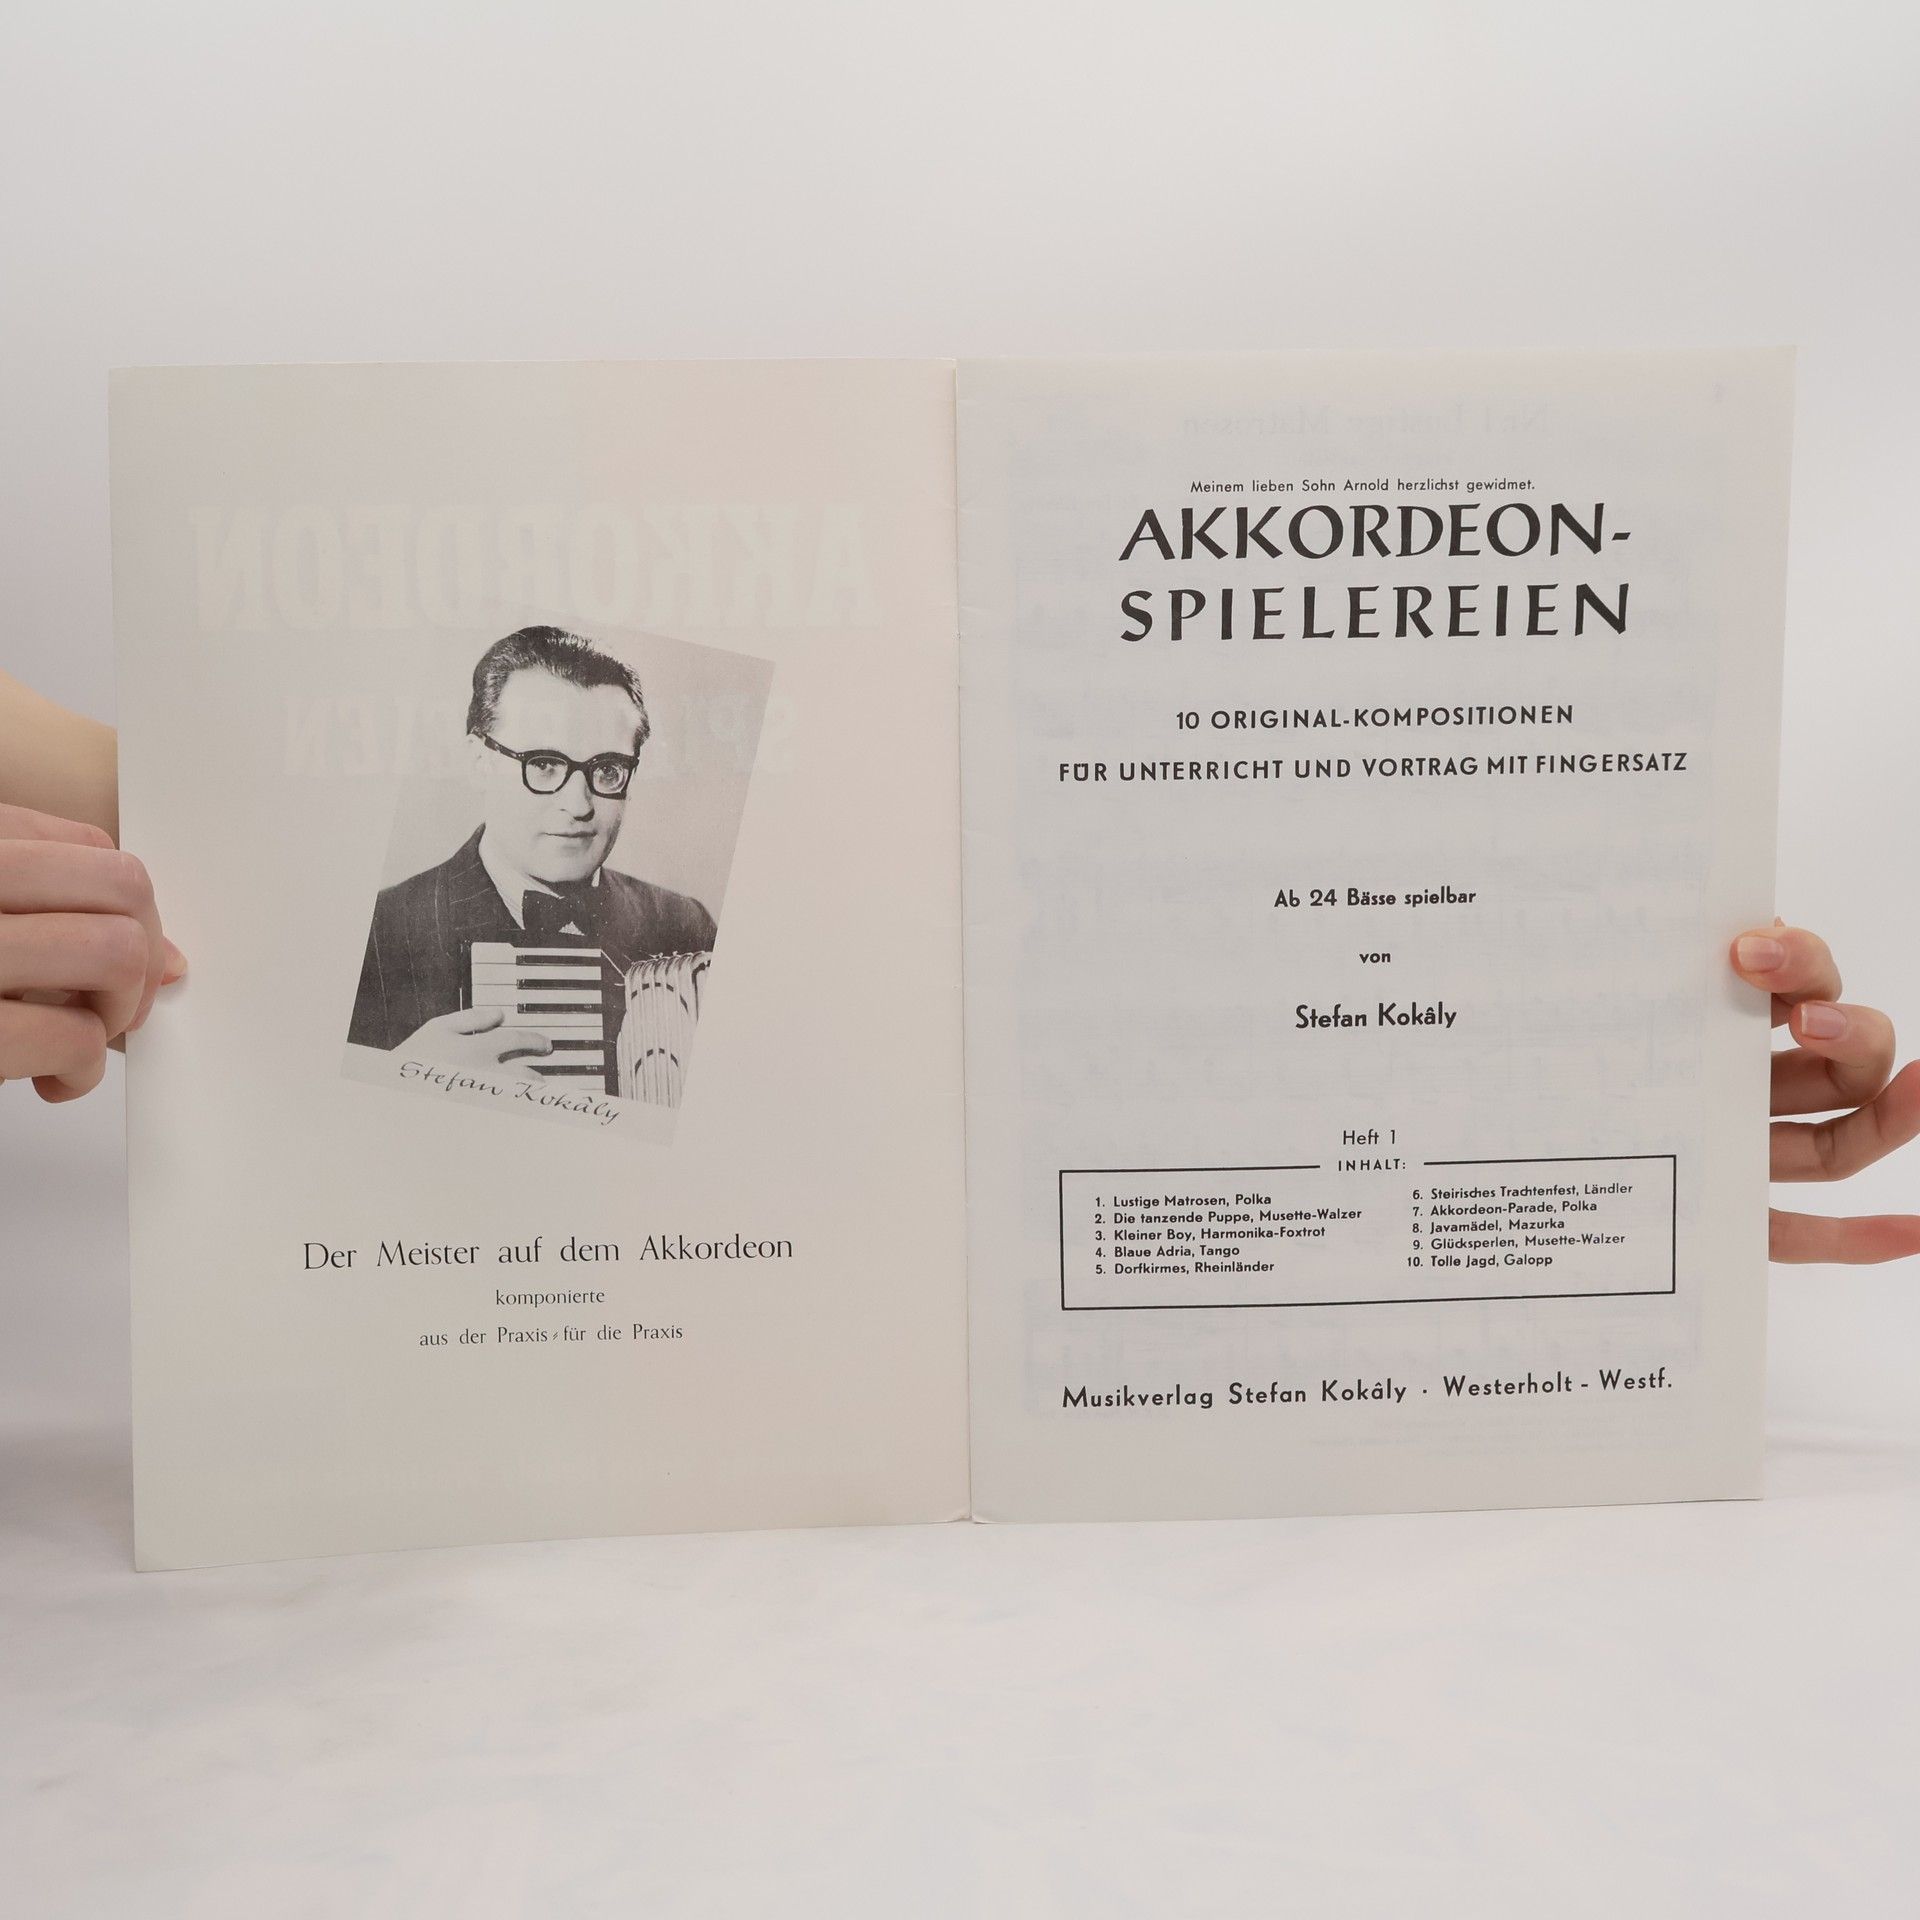 Stefan Kokâly
Der Meister auf dem Akkordeon
komponierte
aus der Praxis - für die Praxis
Meinem lieben Sohn Arnold herzlichst gewidmet.
AKKORDEON-
SPIELEREIEN
10 ORIGINAL-KOMPOSITIONEN
FÜR UNTERRICHT UND VORTRAG MIT FINGERSATZ
Ab 24 Bässe spielbar
von
Stefan Kokâly
Heft 1
INHALT:
1. Lustige Matrosen, Polka
2. Die tanzende Puppe, Musette-Walzer
3. Kleiner Boy, Harmonika-Foxtrot
4. Blaue Adria, Tango
5. Dorfkirmes, Rheinländer
6. Steirisches Trachtenfest, Ländler
7. Akkordeon-Parade, Polka
8. Javamädel, Mazurka
9. Glücksperlen, Musette-Walzer
10. Tolle Jagd, Galopp
Musikverlag Stefan Kokâly · Westerholt - Westf.